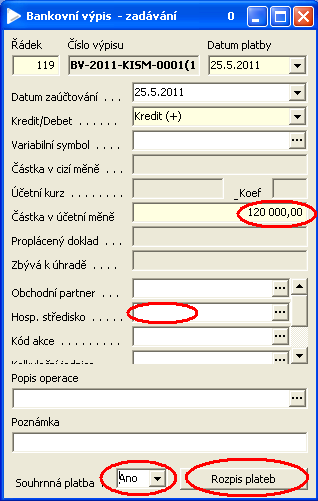 Bankovní výpis - zadávání 0
Řádek Číslo výpisu Datum platby
119 BV-2011-KISM-0001(1 25.5.2011
Datum zaúčtování . . . 25.5.2011
Kredit/Debet . . . . . . Kredit (+)
Variabilní symbol . . . .
Částka v cizí měně . . .
Účetní kurz . . . . . . . _Koef
Částka v účetní měně 120 000,00
Proplácený doklad . . .
Zbývá k úhradě . . . .
Obchodní partner . . .
Hosp. středisko . . . . .
Kód akce . . . . . . . .
Popis operace
Poznámka
Souhrnná platba Ano Rozpis plateb